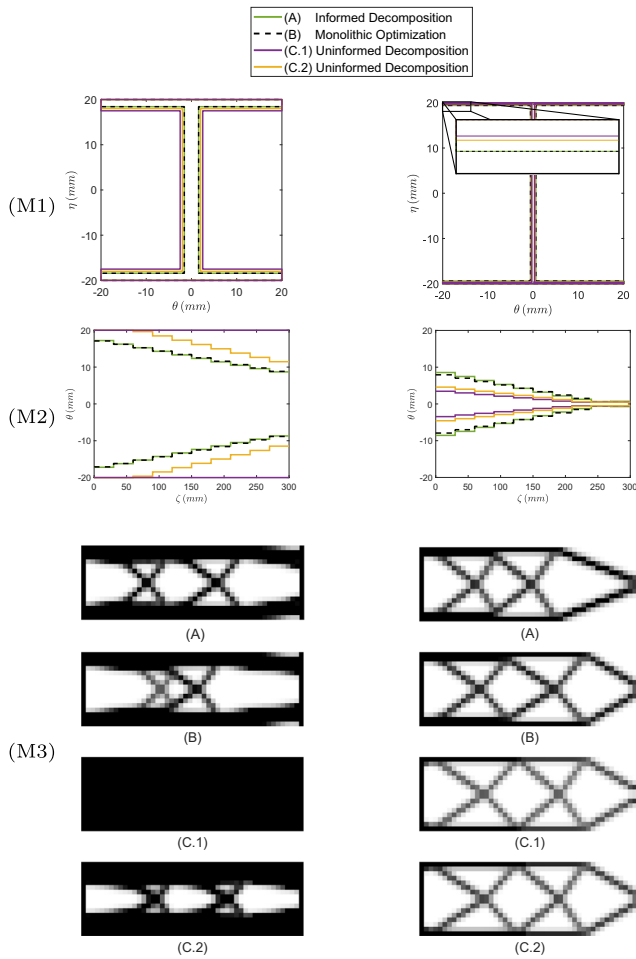 (A) Informed Decomposition
(B) Monolithic Optimization
(C.1) Uninformed Decomposition
(C.2) Uninformed Decomposition
(M1)
20
10
0
-10
-20
η (mm)
-20
-10
0
10
20
θ (mm)
20
10
0
-10
-20
η (mm)
-20
-10
0
10
20
θ (mm)
(M2)
20
10
0
10
-20
θ (mm)
0
50
100
150
200
250
300
ζ (mm)
20
10
0
-10
-20
θ (mm)
0
50
100
150
200
250
300
ζ (mm)
(M3)
(A)
(A)
(B)
(B)
(C.1)
(C.1)
(C.2)
(C.2)